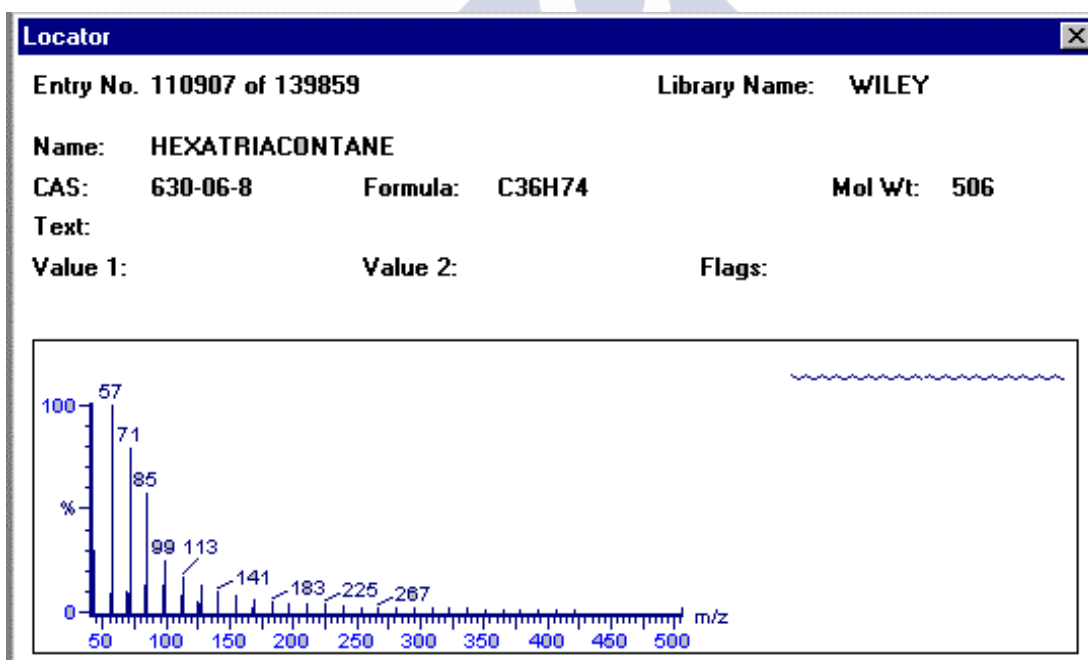 Locator
Entry No. 110907 of 139859 Library Name: WILEY
Name: HEXATRIACONTANE
CAS: 630-06-8 Formula: C36H74 Mol Wt: 506
Text:
Value 1: Value 2: Flags:
57
100
71
85
%
99 113
141
183
225
267
0
m/z
50 100 150 200 250 300 350 400 450 500